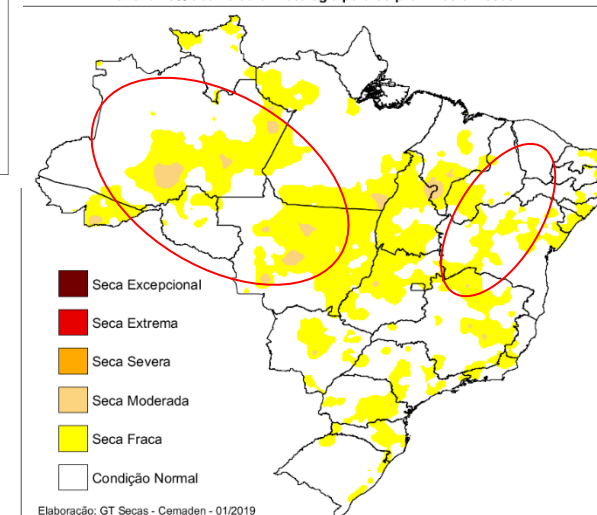 Seca Excepcional
Seca Extrema
Seca Severa
Seca Moderada
Seca Fraca
Condição Normal
Elaboração: GT Secas - Cemaden - 01/2019